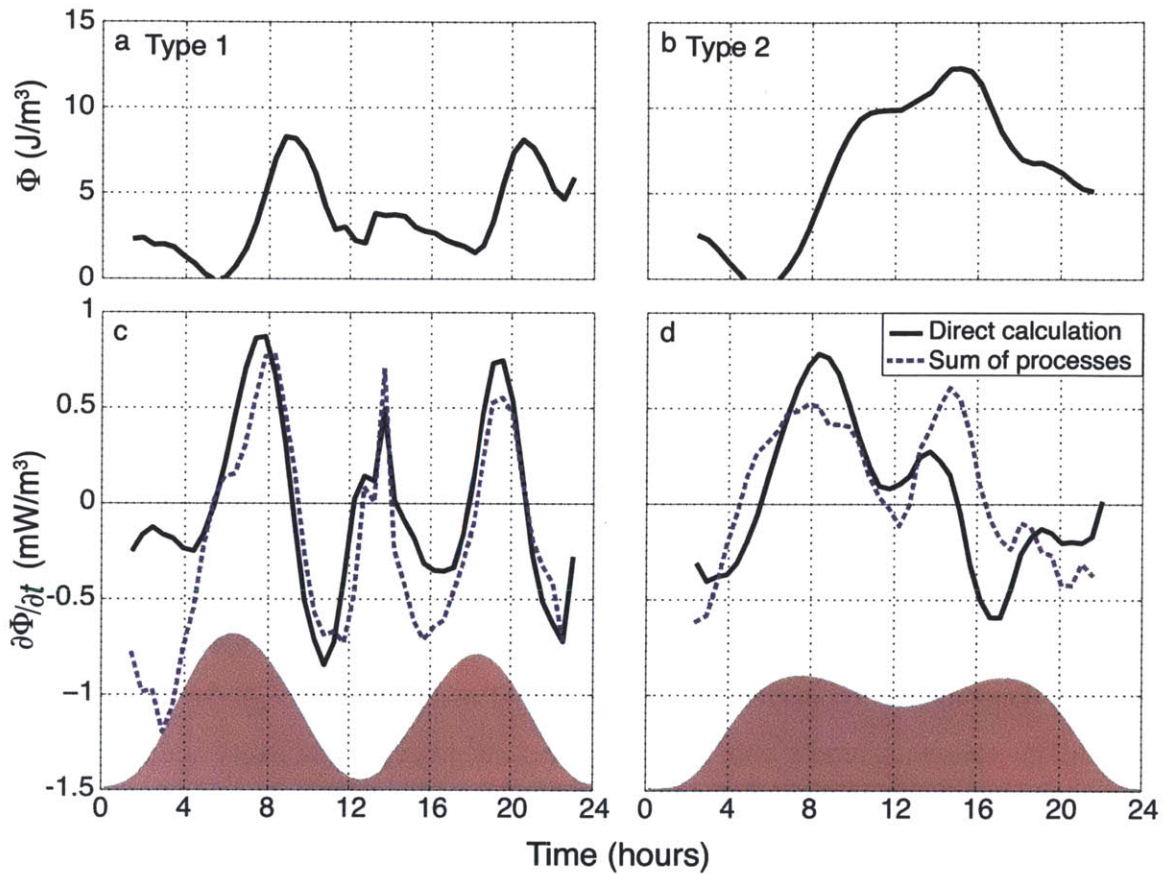 a Type 1
b Type 2
Φ (J/m³)
15
10
5
0
c
d
Direct calculation
Sum of processes
∂Φ/∂t (mW/m³)
1
0.5
0
-0.5
-1
-1.5
0 4 8 12 16 20 24
0 4 8 12 16 20 24
Time (hours)